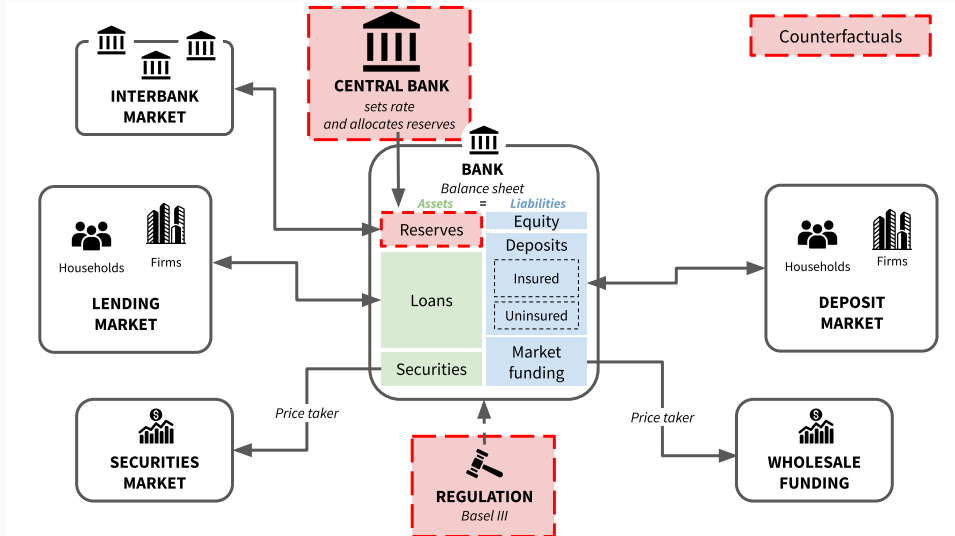 Counterfactuals
INTERBANK
MARKET
CENTRAL BANK
sets rate
and allocates reserves
BANK
Balance sheet
Assets = Liabilities
Reserves
Equity
Deposits
Insured
Uninsured
Loans
Securities
Market
funding
Households
Firms
LENDING
MARKET
Households
Firms
DEPOSIT
MARKET
Price taker
Price taker
$
SECURITIES
MARKET
REGULATION
Basel III
$
WHOLESALE
FUNDING